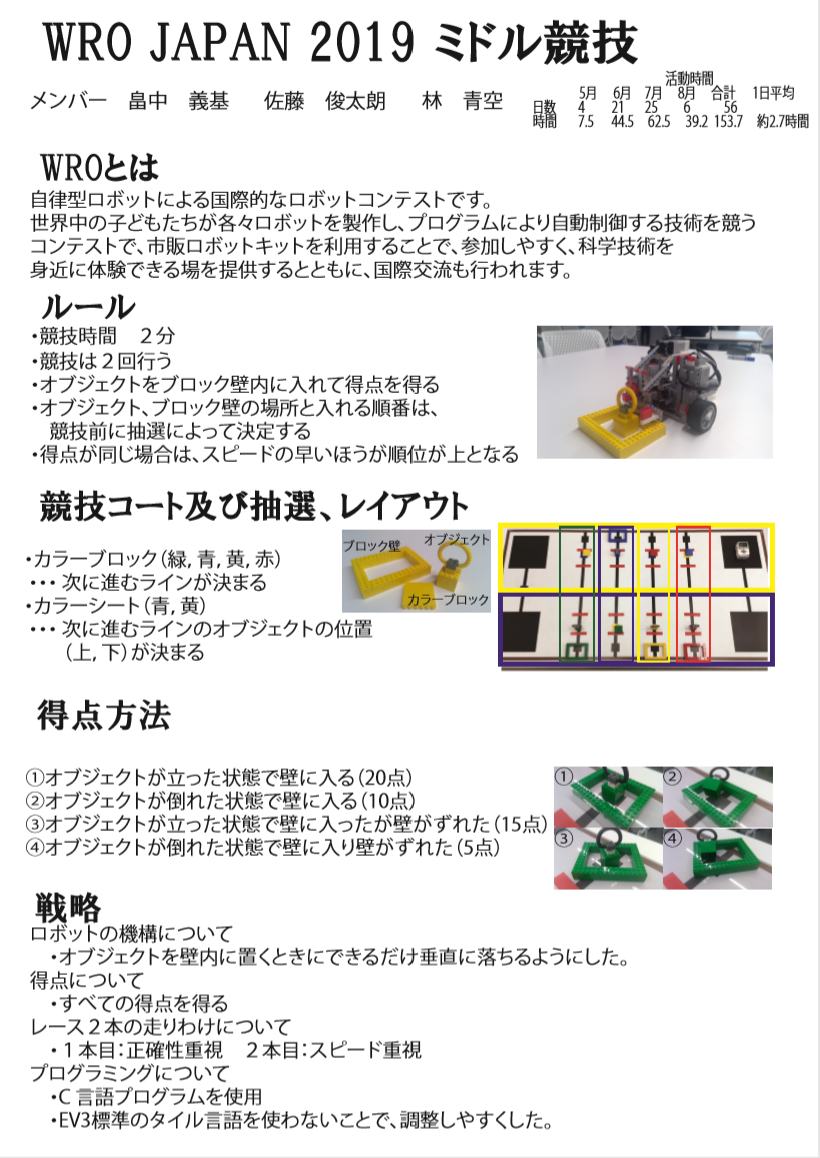 WRO JAPAN 2019 ミドル競技
メンバー　畠中　義基　　佐藤　俊太朗　　林　青空
活動時間
5月　6月　7月　8月　合計　1日平均
日数　4　21　25　6　56
時間　7.5　44.5　62.5　39.2　153.7　約2.7時間
WROとは
自律型ロボットによる国際的なロボットコンテストです。
世界中の子どもたちが各々ロボットを製作し、プログラムにより自動制御する技術を競う
コンテストで、市販ロボットキットを利用することで、参加しやすく、科学技術を
身近に体験できる場を提供するとともに、国際交流も行われます。
ルール
・競技時間　２分
・競技は２回行う
・オブジェクトをブロック壁内に入れて得点を得る
・オブジェクト、ブロック壁の場所と入れる順番は、
競技前に抽選によって決定する
・得点が同じ場合は、スピードの早いほうが順位が上となる
競技コート及び抽選、レイアウト
・カラーブロック（緑, 青, 黄, 赤）
・・・ 次に進むラインが決まる
・カラーシート（青, 黄）
・・・ 次に進むラインのオブジェクトの位置
（上, 下）が決まる
ブロック壁
オブジェクト
カラーブロック
得点方法
①オブジェクトが立った状態で壁に入る（20点）
②オブジェクトが倒れた状態で壁に入る（10点）
③オブジェクトが立った状態で壁に入ったが壁がずれた（15点）
④オブジェクトが倒れた状態で壁に入り壁がずれた（5点）
①
②
③
④
戦略
ロボットの機構について
・オブジェクトを壁内に置くときにできるだけ垂直に落ちるようにした。
得点について
・すべての得点を得る
レース２本の走りわけについて
・１本目：正確性重視　２本目：スピード重視
プログラミングについて
・C 言語プログラムを使用
・EV3標準のタイル言語を使わないことで、調整しやすくした。